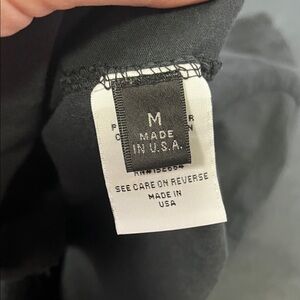 M
MADE
IN U.S.A.
SEE CARE ON REVERSE
MADE IN
USA